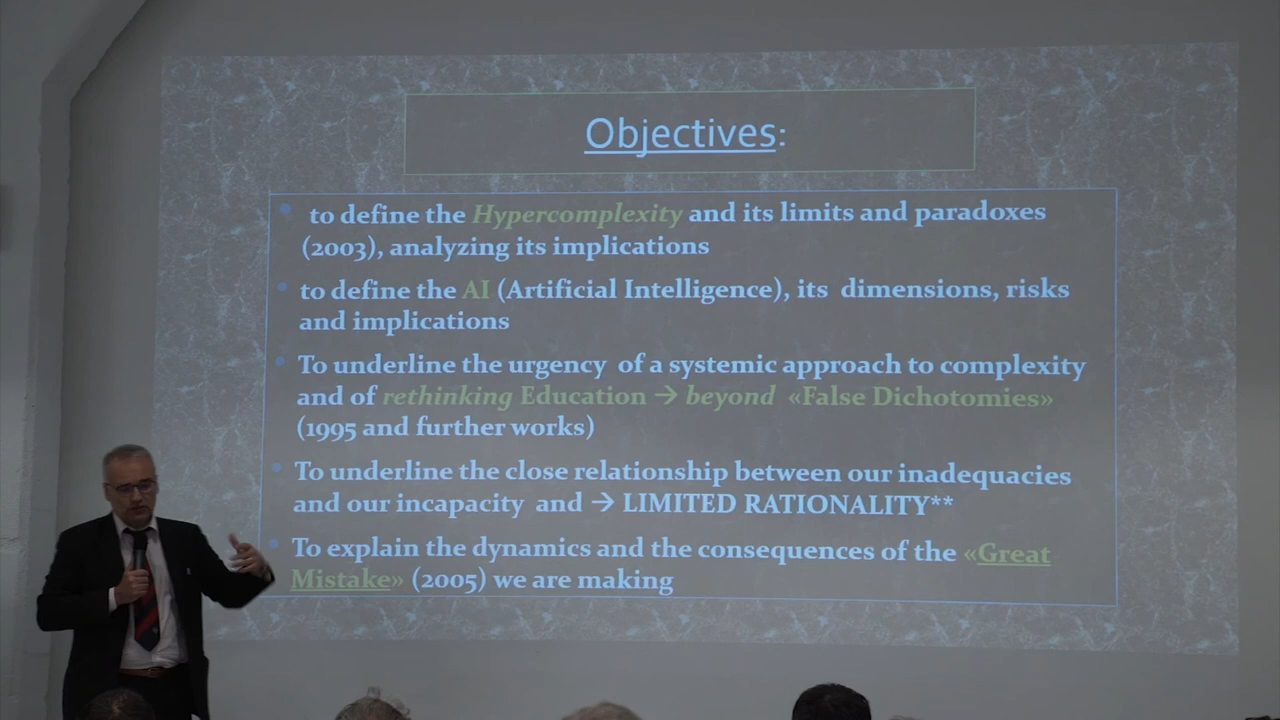 Objectives:
to define the Hypercomplexity and its limits and paradoxes
(2003), analyzing its implications
to define the AI (Artificial Intelligence), its dimensions, risks
and implications
To underline the urgency of a systemic approach to complexity
and of rethinking Education → beyond «False Dichotomies»
(1995 and further works)
To underline the close relationship between our inadequacies
and our incapacity and → LIMITED RATIONALITY**
To explain the dynamics and the consequences of the «Great
Mistake» (2005) we are making